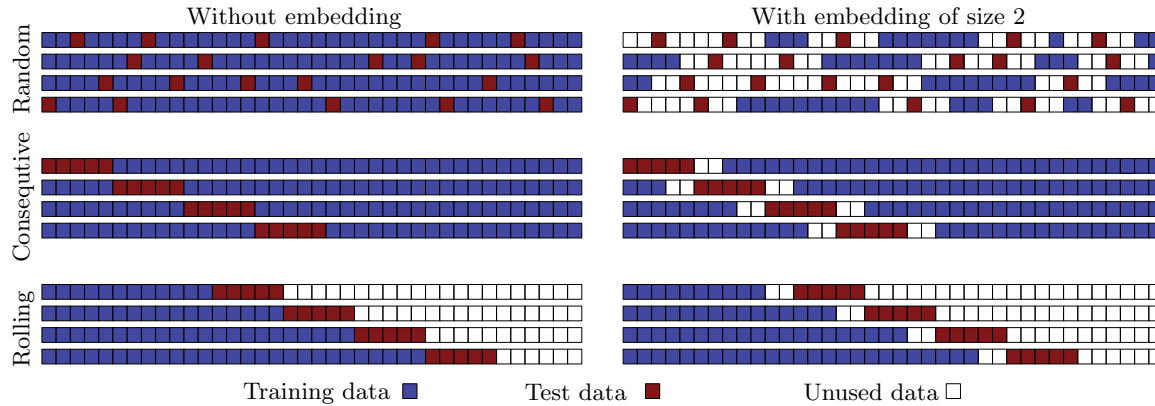 Without embedding
With embedding of size 2
Random
Consequtive
Rolling
Training data
Test data
Unused data